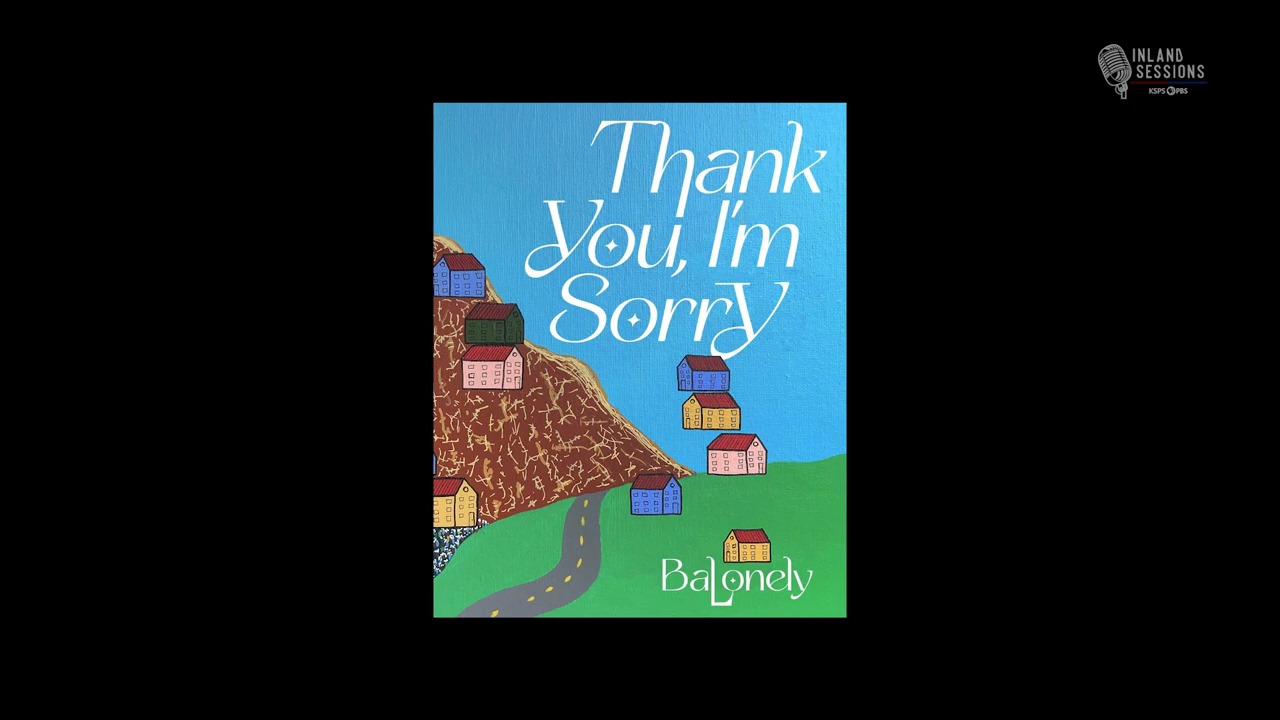 INLAND
SESSIONS
KSPS PBS
Thank
You, I'm
Sorry
BaLonely